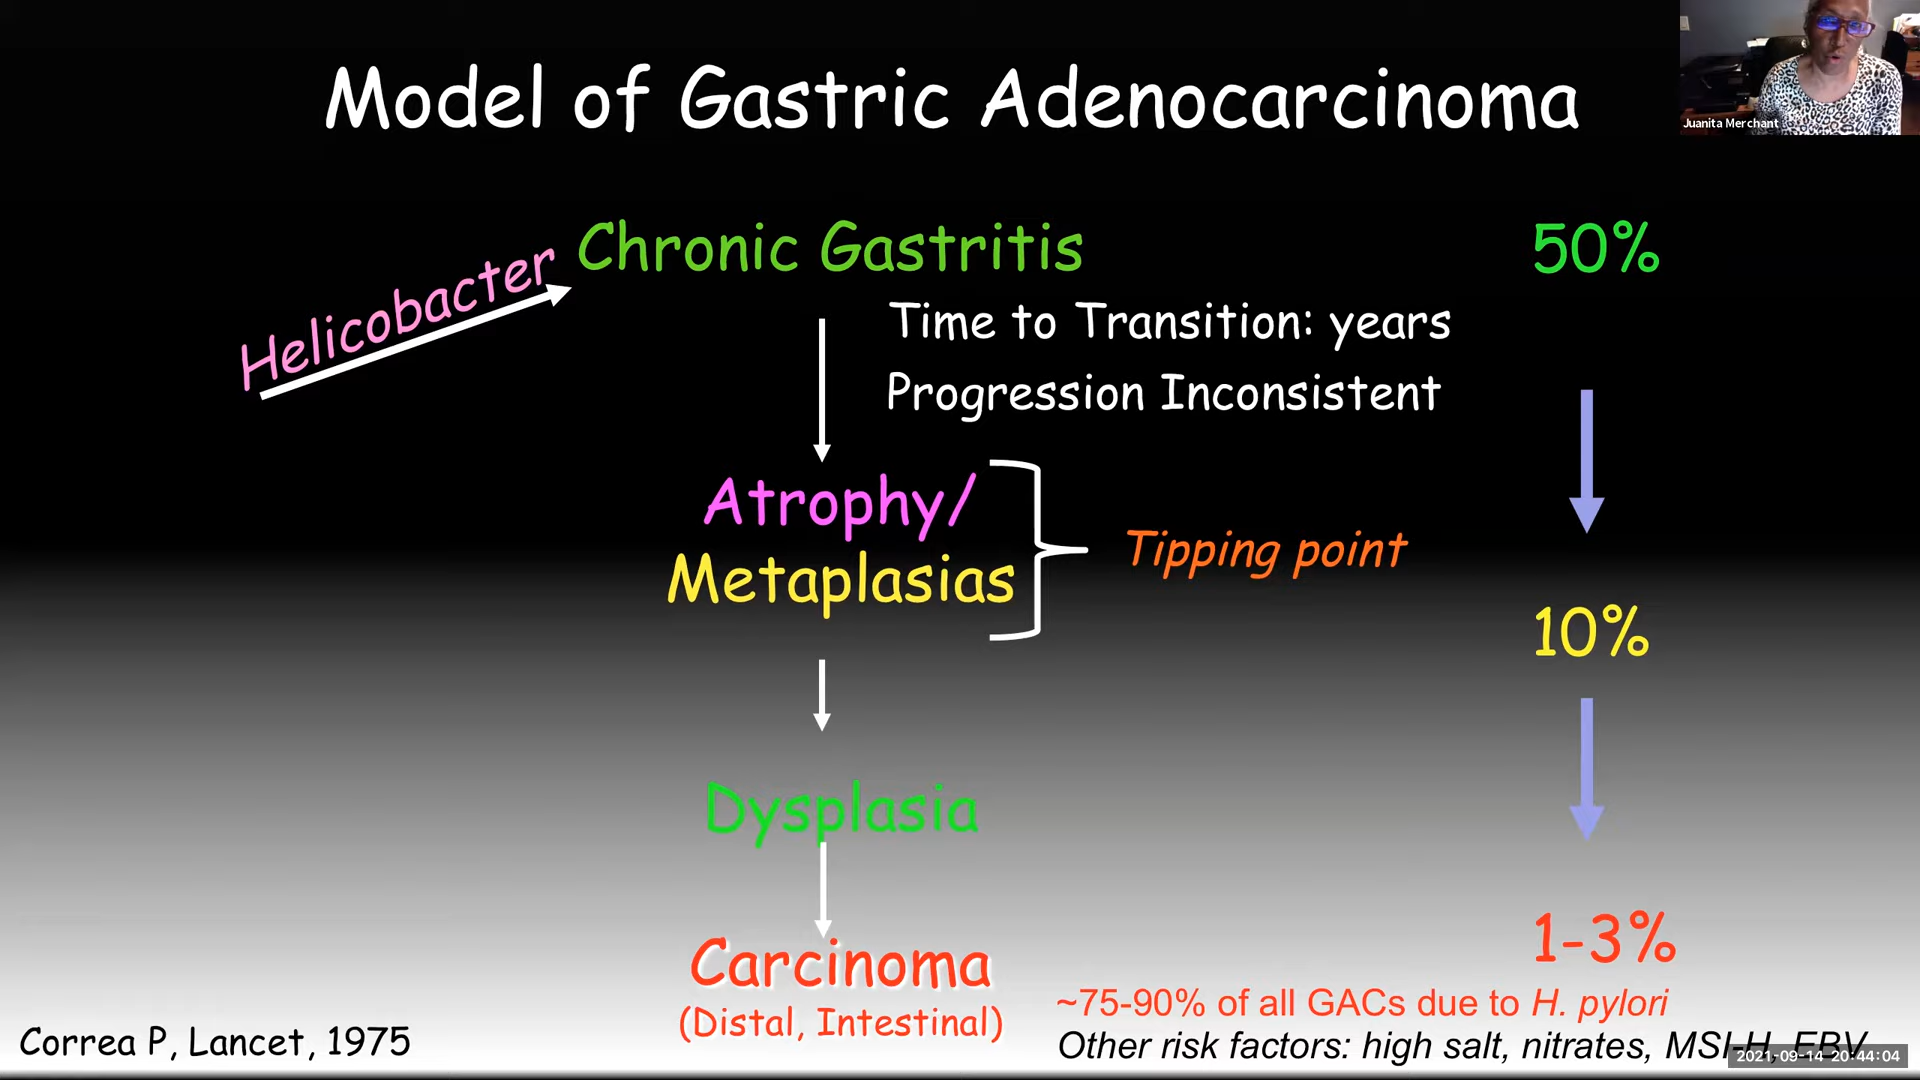 Model of Gastric Adenocarcinoma
Juanita Merchant
Helicobacter
Chronic Gastritis
50%
Time to Transition: years
Progression Inconsistent
Atrophy/
Metaplasias
Tipping point
10%
Dysplasia
Carcinoma
(Distal, Intestinal)
1-3%
~75-90% of all GACs due to H. pylori
Other risk factors: high salt, nitrates, MSI-H, EBV
Correa P, Lancet, 1975
2021-09-14 20:44:04